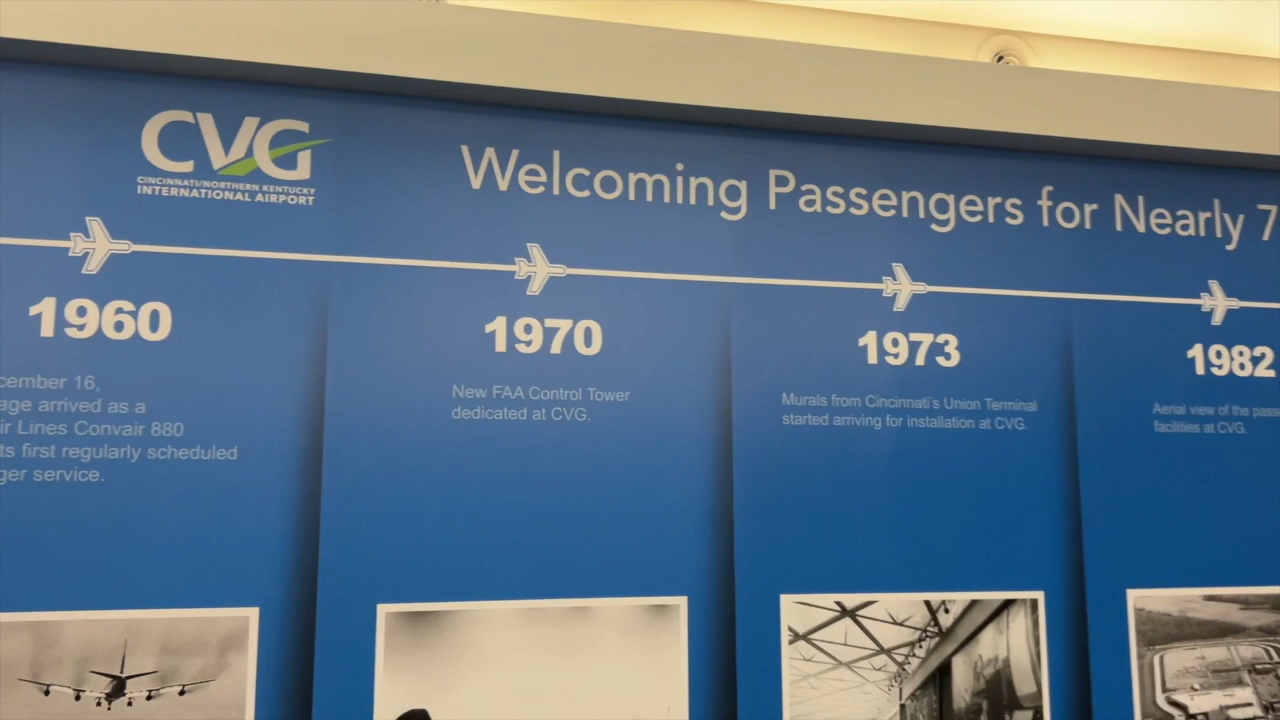 CVG
CINCINNATI/NORTHERN KENTUCKY
INTERNATIONAL AIRPORT
Welcoming Passengers for Nearly 7
1960
cember 16,
age arrived as a
ir Lines Convair 880
ts first regularly scheduled
ger service.
1970
New FAA Control Tower
dedicated at CVG.
1973
Murals from Cincinnati's Union Terminal
started arriving for installation at CVG.
1982
Aerial view of the pass
facilities at CVG.